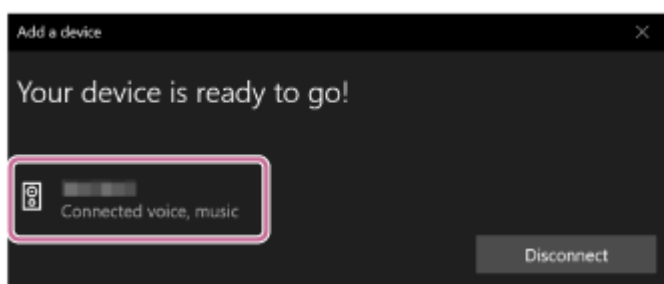 Add a device
Your device is ready to go!
Connected voice, music
Disconnect